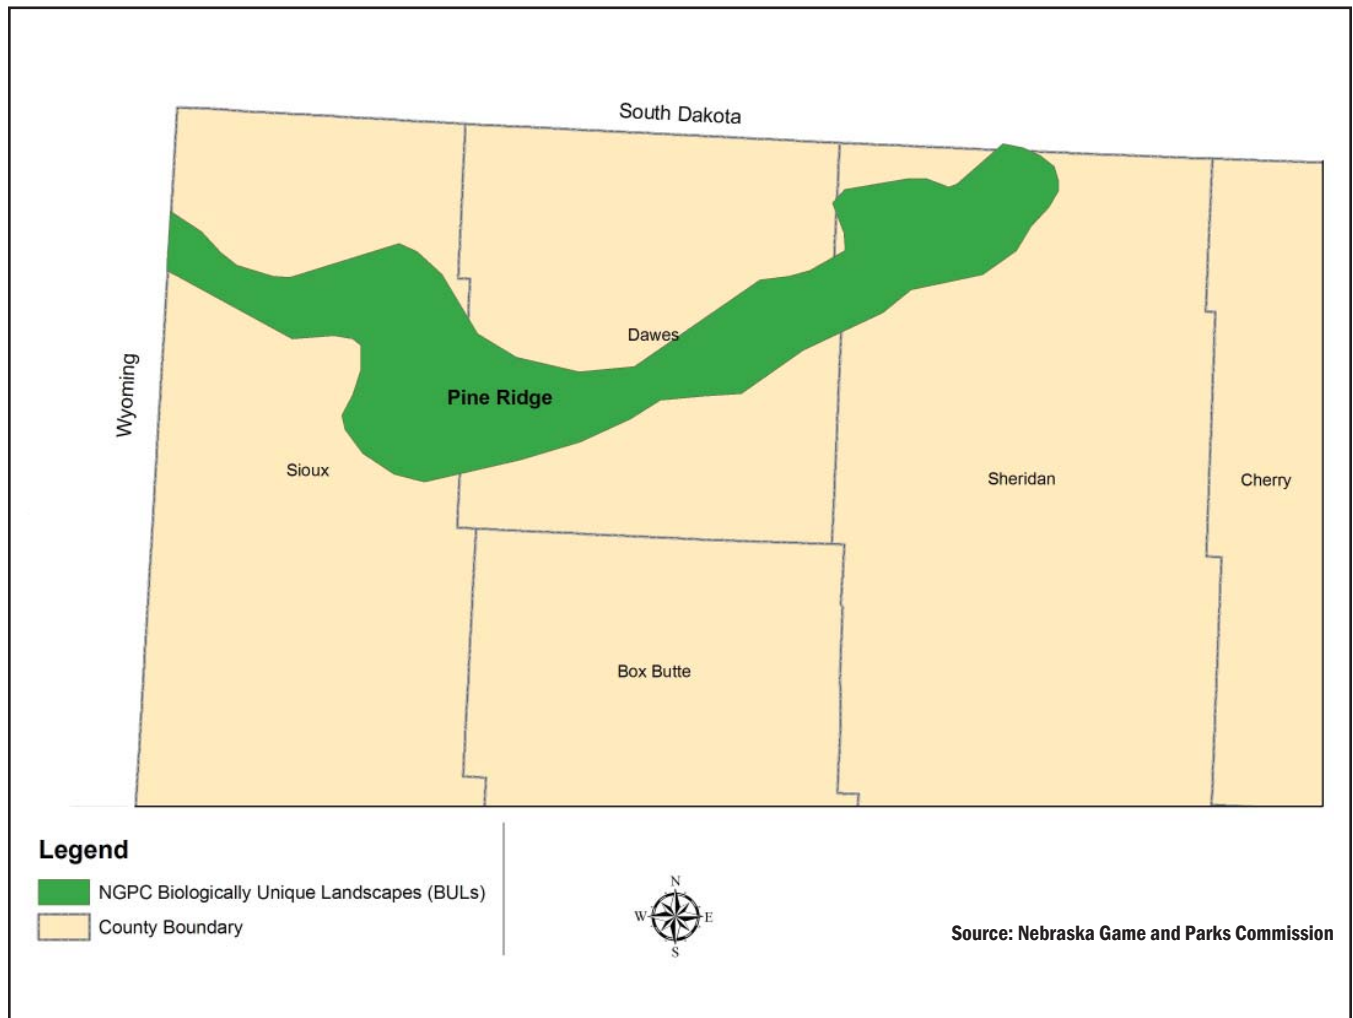 South Dakota
Wyoming
Dawes
Pine Ridge
Sioux
Sheridan
Cherry
Box Butte
Legend
NGPC Biologically Unique Landscapes (BULs)
County Boundary
N
W
E
S
Source: Nebraska Game and Parks Commission